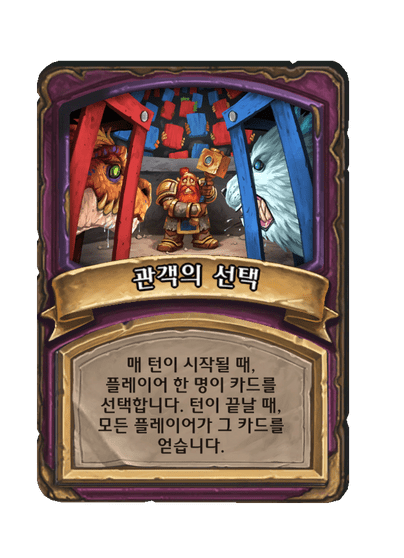 관객의 선택
매 턴이 시작될 때,
플레이어 한 명이 카드를
선택합니다. 턴이 끝날 때,
모든 플레이어가 그 카드를
얻습니다.